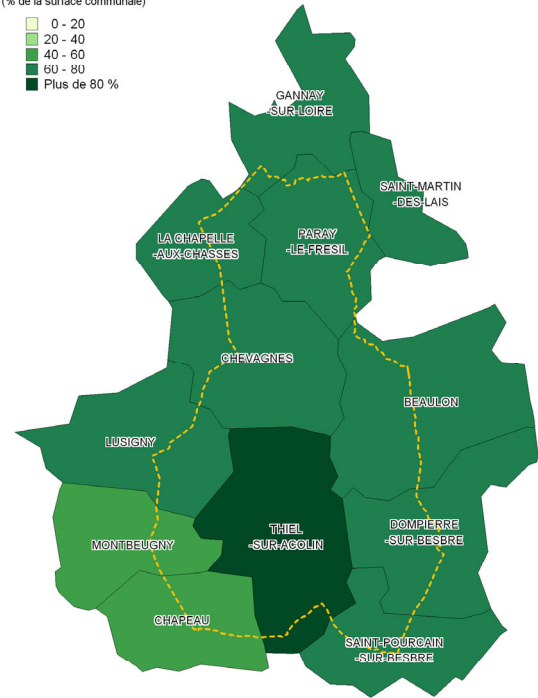 (% de la surface communale)
0 - 20
20 - 40
40 - 60
60 - 80
Plus de 80 %
GANNAY
-SUR-LOIRE
SAINT-MARTIN
-DES-LAIS
LA CHAPELLE
-AUX-CHASSES
PARAY
-LE-FRESIL
CHEVAGNES
BEAULON
LUSIGNY
MONTBEUGNY
THIEL
-SUR-ACOLIN
DOMPIERRE
-SUR-BESBRE
CHAPEAU
SAINT-POURCAIN
-SUR-BESBRE